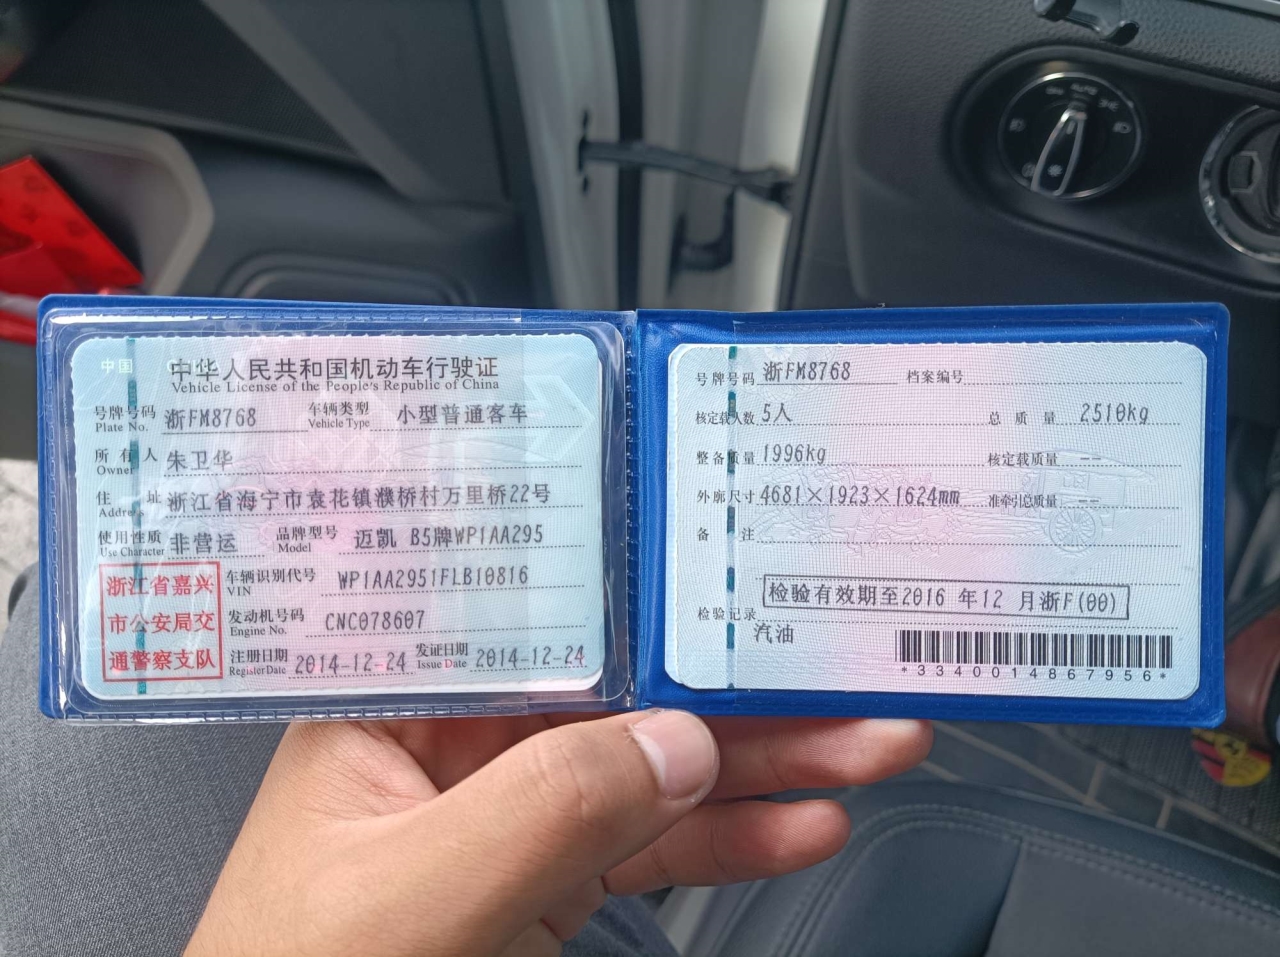 中华人民共和国机动车行驶证
Vehicle License of the People's Republic of China
号牌号码 浙FM8768 车辆类型 小型普通客车
Plate No. Vehicle Type
所有人 朱卫华
Owner
住址 浙江省海宁市袁花镇濮桥村万里桥22号
Address
使用性质 非营运 品牌型号 迈凯 B5牌WP1AA295
Use Character Model
浙江省嘉兴
市公安局交
通警察支队
车辆识别代号 WP1AA2951FLB10816
VIN
发动机号码 CNC078607
Engine No.
注册日期 2014-12-24 发证日期 2014-12-24
Register Date Issue Date
号牌号码 浙FM8768 档案编号
核定载人数 5人 总质量 2510kg
整备质量 1996kg 核定载质量 --
外廓尺寸 4681×1923×1624mm 准牵引总质量 --
备注
检验有效期至2016 年12 月浙F(00)
检验记录
汽油
*3340014867956*